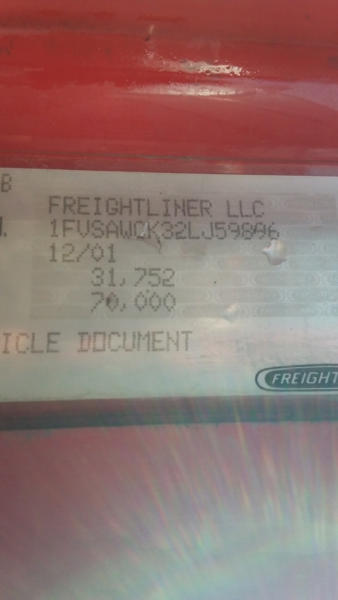 B
FREIGHTLINER LLC
1FVSAWCK32LJ59806
12/01
31,752
70,000
ICLE DOCUMENT
FREIGHT